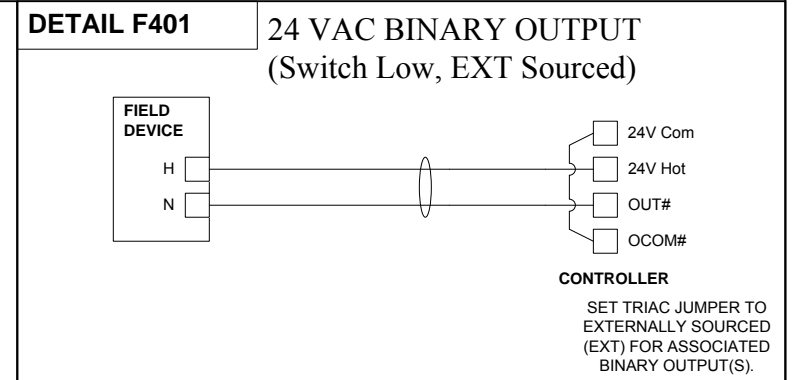 DETAIL F401
24 VAC BINARY OUTPUT
(Switch Low, EXT Sourced)
FIELD
DEVICE
H
N
24V Com
24V Hot
OUT#
OCOM#
CONTROLLER
SET TRIAC JUMPER TO
EXTERNALLY SOURCED
(EXT) FOR ASSOCIATED
BINARY OUTPUT(S).